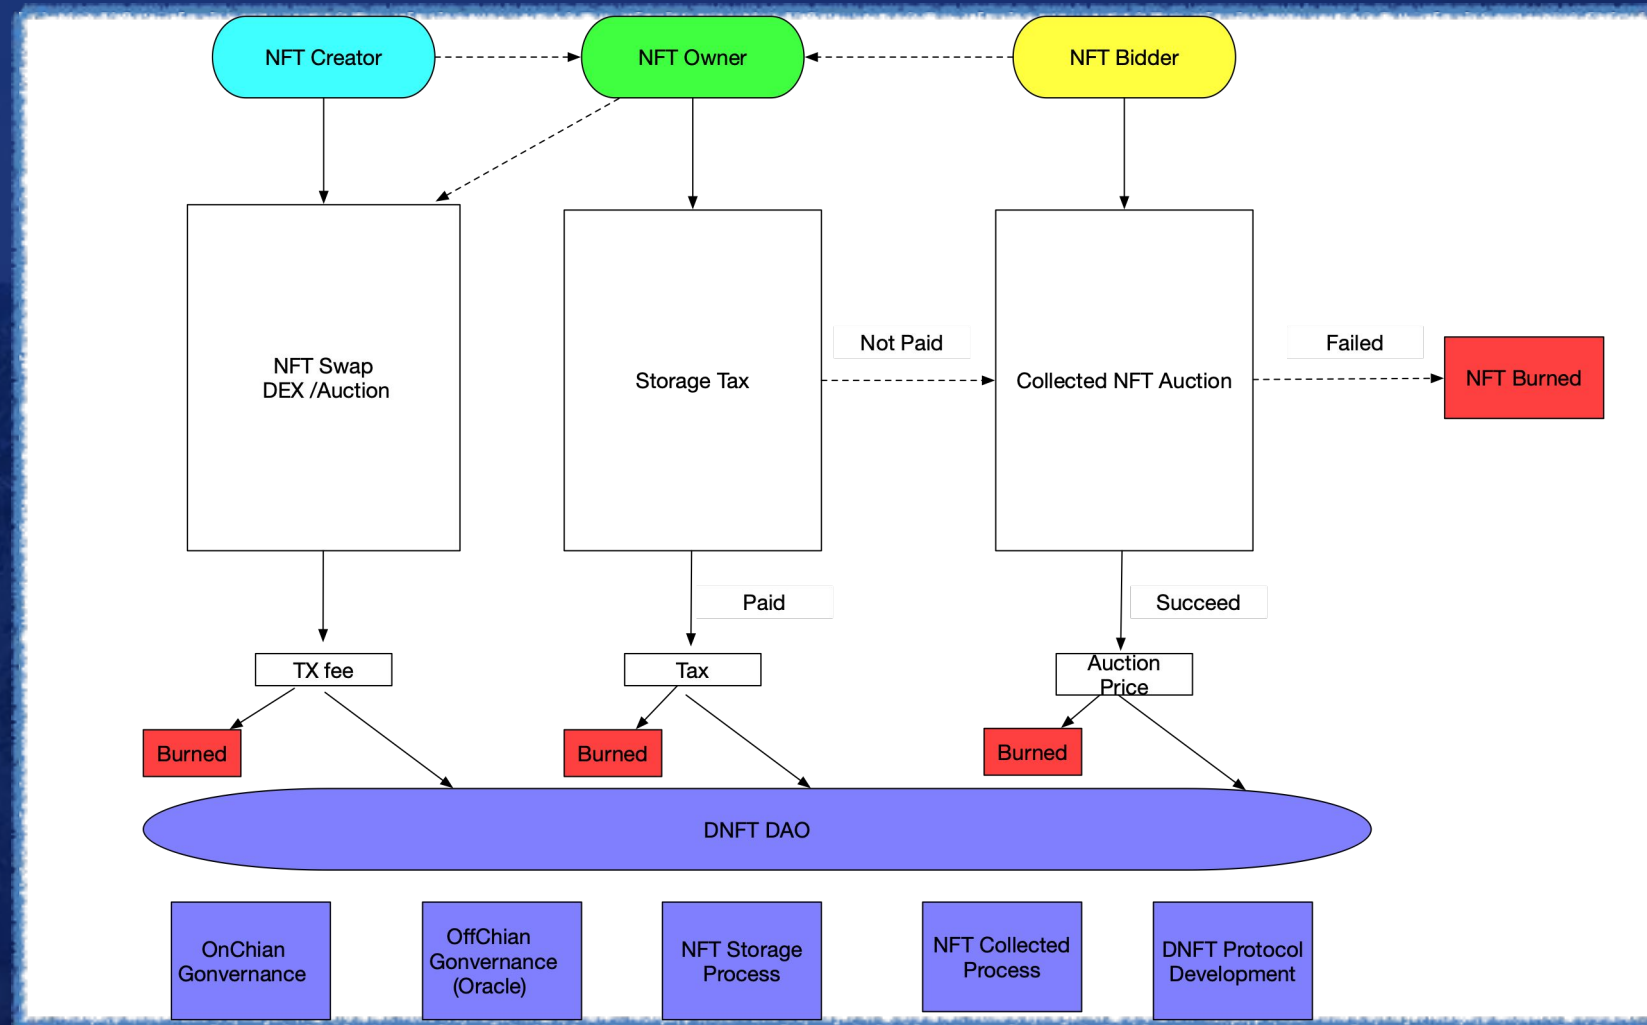 NFT Creator
NFT Owner
NFT Bidder
NFT Swap
DEX /Auction
Storage Tax
Not Paid
Collected NFT Auction
Failed
NFT Burned
Paid
Succeed
TX fee
Tax
Auction
Price
Burned
Burned
Burned
DNFT DAO
OnChian
Gonvernance
OffChian
Gonvernance
(Oracle)
NFT Storage
Process
NFT Collected
Process
DNFT Protocol
Development